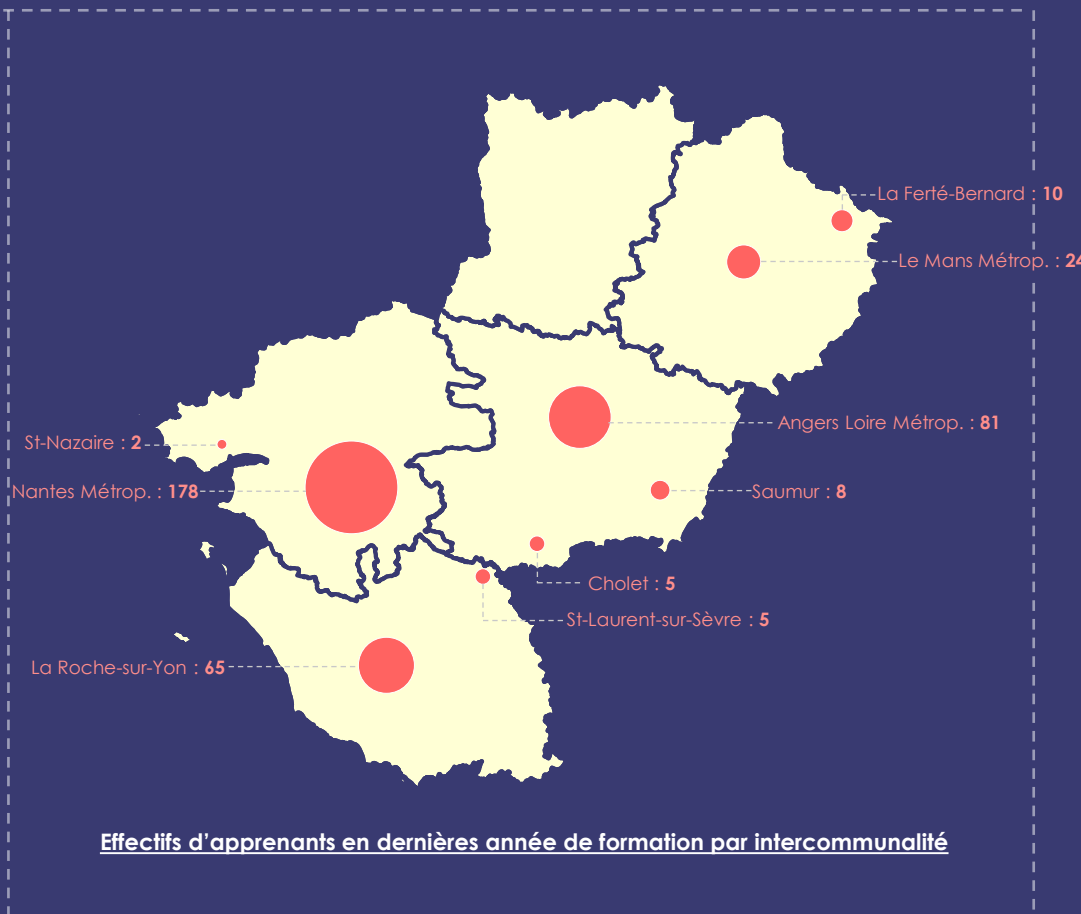 La Ferté-Bernard : 10
Le Mans Métrop. : 24
Angers Loire Métrop. : 81
St-Nazaire : 2
Nantes Métrop. : 178
Saumur : 8
Cholet : 5
St-Laurent-sur-Sèvre : 5
La Roche-sur-Yon : 65
Effectifs d’apprenants en dernières année de formation par intercommunalité